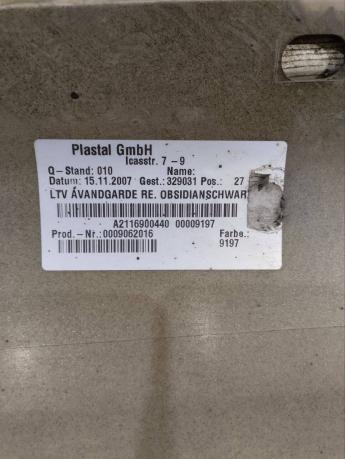 Plastal GmbH
Icasstr. 7 - 9
Q-Stand: 010 Name:
Datum: 15.11.2007 Gest.: 329031 Pos.: 27
LTV AVANDGARDE RE. OBSIDIANSCHWAR
A2116900440 00009197
Prod.-Nr.:0009062016 Farbe.:
9197